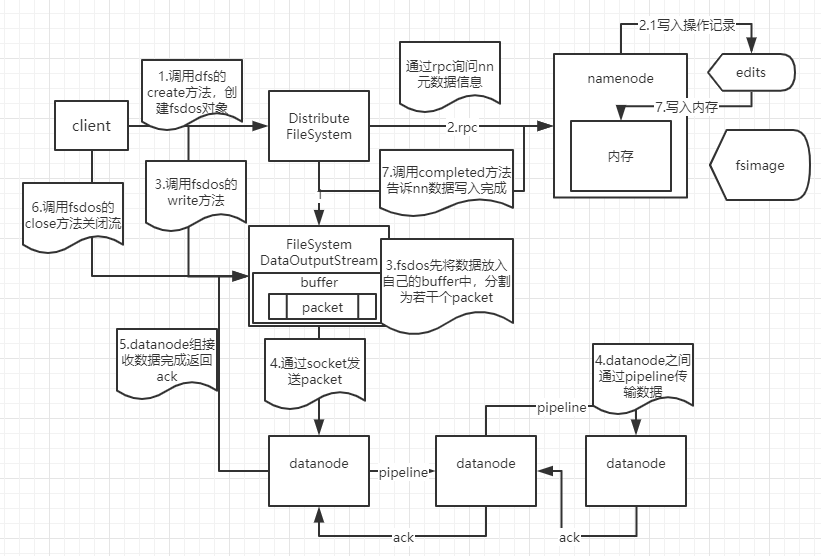 2.1写入操作记录
通过rpc询问nn
元数据信息
1.调用dfs的
create方法，创
建fsdos对象
namenode
edits
client
Distribute
FileSystem
2.rpc
7.写入内存
内存
fsimage
3.调用fsdos的
write方法
7.调用completed方法
告诉nn数据写入完成
6.调用fsdos的
close方法关闭流
FileSystem
DataOutputStream
buffer
packet
3.fsdos先将数据放入
自己的buffer中，分割
为若干个packet
5.datanode组接
收数据完成返回
ack
4.通过socket发
送packet
4.datanode之间
通过pipeline传
输数据
pipeline
datanode
pipeline
datanode
datanode
ack
ack